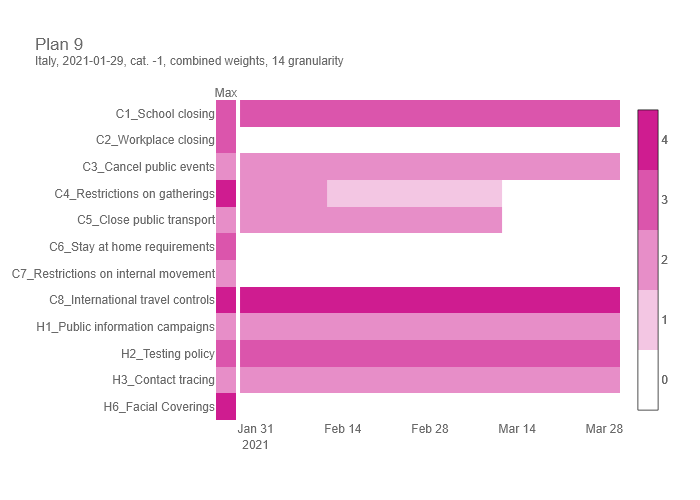 Plan 9
Italy, 2021-01-29, cat. -1, combined weights, 14 granularity
Max
C1_School closing
C2_Workplace closing
C3_Cancel public events
C4_Restrictions on gatherings
C5_Close public transport
C6_Stay at home requirements
C7_Restrictions on internal movement
C8_International travel controls
H1_Public information campaigns
H2_Testing policy
H3_Contact tracing
H6_Facial Coverings
Jan 31
2021
Feb 14
Feb 28
Mar 14
Mar 28
4
3
2
1
0